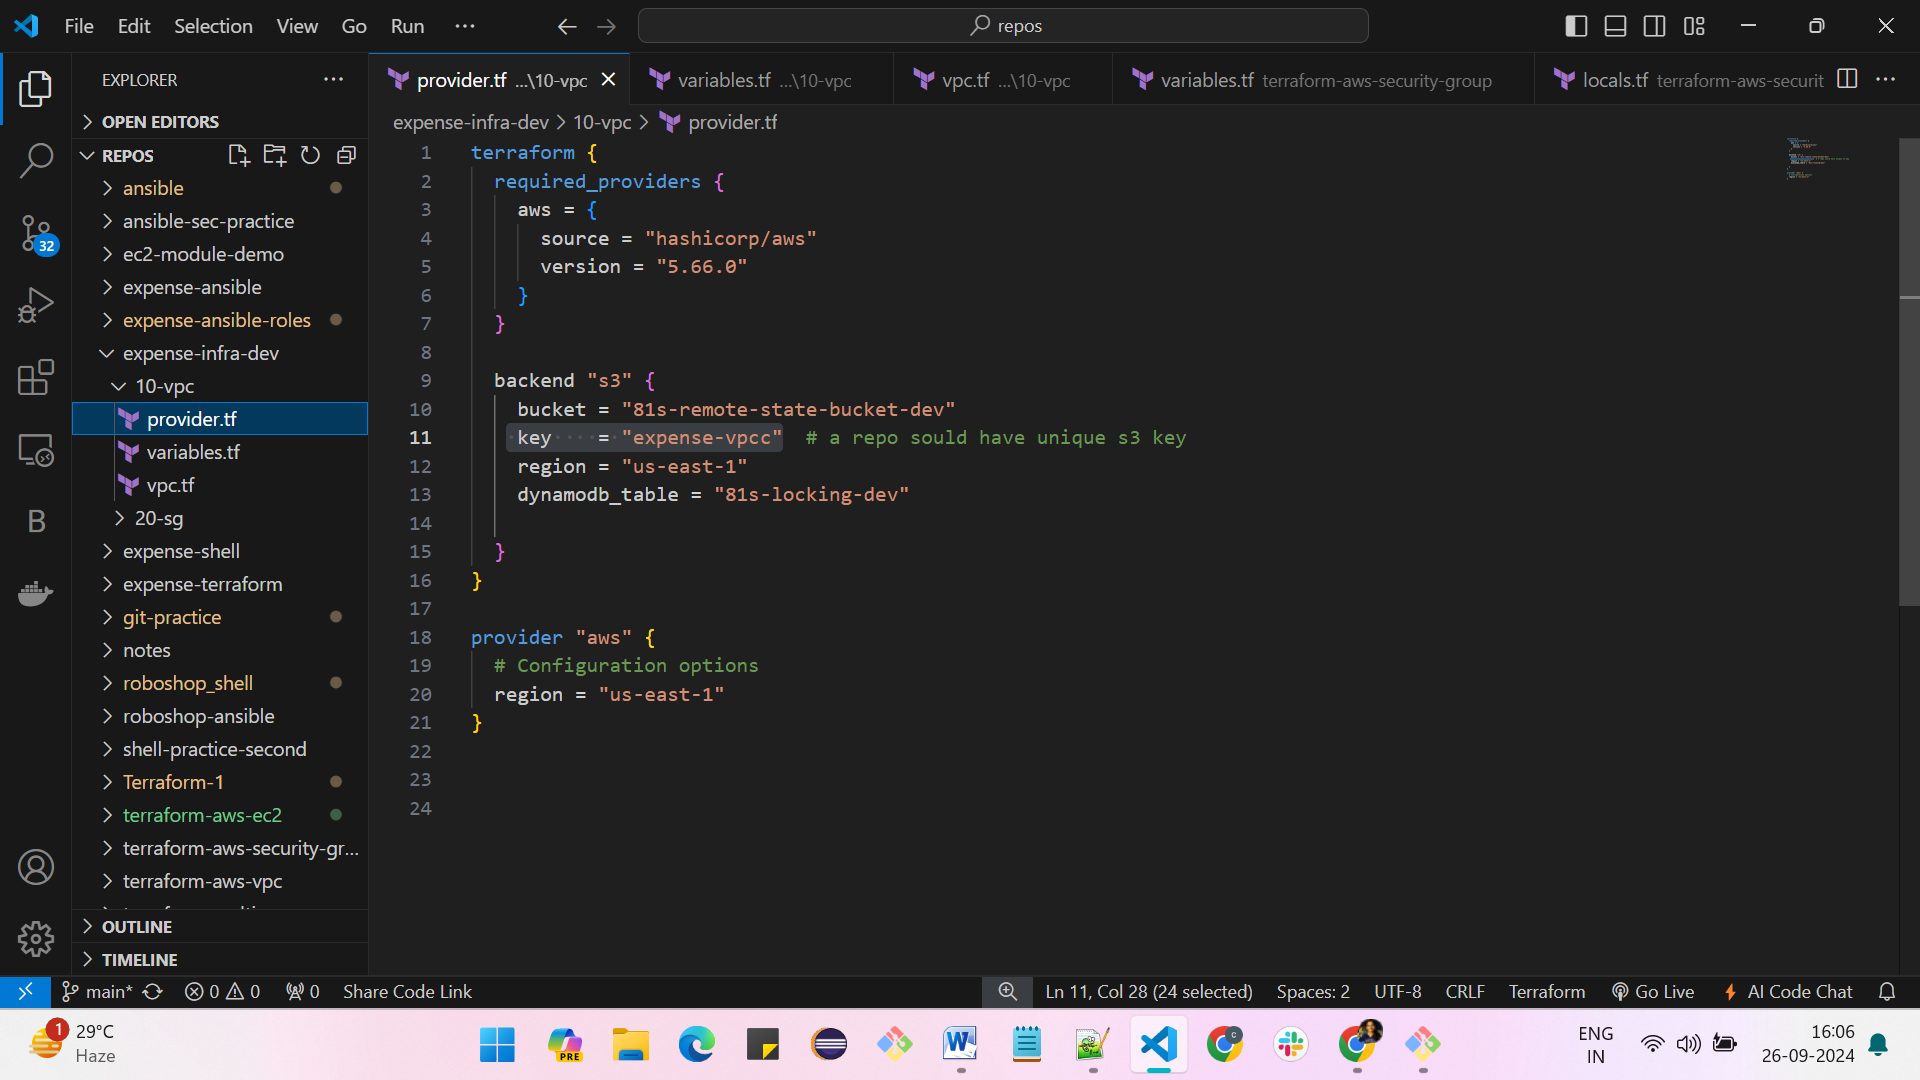 File Edit Selection View Go Run ···
repos
EXPLORER ···
OPEN EDITORS
REPOS
ansible
ansible-sec-practice
ec2-module-demo
expense-ansible
expense-ansible-roles
expense-infra-dev
10-vpc
provider.tf
variables.tf
vpc.tf
20-sg
expense-shell
expense-terraform
git-practice
notes
roboshop_shell
roboshop-ansible
shell-practice-second
Terraform-1
terraform-aws-ec2
terraform-aws-security-gr...
terraform-aws-vpc
OUTLINE
TIMELINE
32
B
provider.tf ...\10-vpc
variables.tf ...\10-vpc
vpc.tf ...\10-vpc
variables.tf terraform-aws-security-group
locals.tf terraform-aws-securit
expense-infra-dev > 10-vpc > provider.tf
1 terraform {
2 required_providers {
3 aws = {
4 source = "hashicorp/aws"
5 version = "5.66.0"
6 }
7 }
8
9 backend "s3" {
10 bucket = "81s-remote-state-bucket-dev"
11 key = "expense-vpcc" # a repo sould have unique s3 key
12 region = "us-east-1"
13 dynamodb_table = "81s-locking-dev"
14
15 }
16 }
17
18 provider "aws" {
19 # Configuration options
20 region = "us-east-1"
21 }
22
23
24
main* 0 0 0 Share Code Link
Ln 11, Col 28 (24 selected) Spaces: 2 UTF-8 CRLF Terraform Go Live AI Code Chat
1
29°C
Haze
PRE
W
C
ENG
IN
16:06
26-09-2024